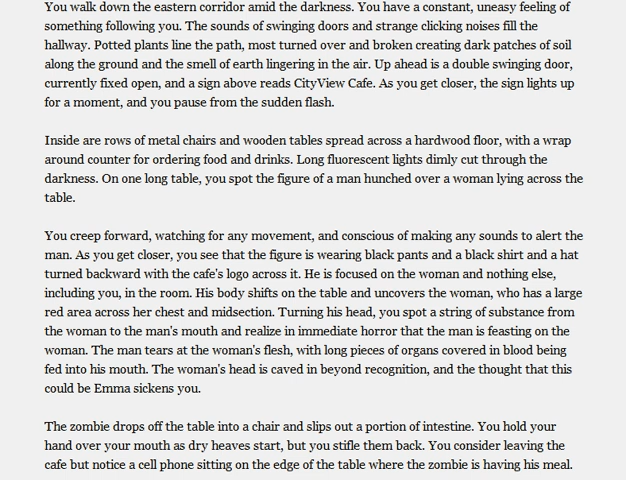 You walk down the eastern corridor amid the darkness. You have a constant, uneasy feeling of
something following you. The sounds of swinging doors and strange clicking noises fill the
hallway. Potted plants line the path, most turned over and broken creating dark patches of soil
along the ground and the smell of earth lingering in the air. Up ahead is a double swinging door,
currently fixed open, and a sign above reads CityView Cafe. As you get closer, the sign lights up
for a moment, and you pause from the sudden flash.
Inside are rows of metal chairs and wooden tables spread across a hardwood floor, with a wrap
around counter for ordering food and drinks. Long fluorescent lights dimly cut through the
darkness. On one long table, you spot the figure of a man hunched over a woman lying across the
table.
You creep forward, watching for any movement, and conscious of making any sounds to alert the
man. As you get closer, you see that the figure is wearing black pants and a black shirt and a hat
turned backward with the cafe's logo across it. He is focused on the woman and nothing else,
including you, in the room. His body shifts on the table and uncovers the woman, who has a large
red area across her chest and midsection. Turning his head, you spot a string of substance from
the woman to the man's mouth and realize in immediate horror that the man is feasting on the
woman. The man tears at the woman's flesh, with long pieces of organs covered in blood being
fed into his mouth. The woman's head is caved in beyond recognition, and the thought that this
could be Emma sickens you.
The zombie drops off the table into a chair and slips out a portion of intestine. You hold your
hand over your mouth as dry heaves start, but you stifle them back. You consider leaving the
cafe but notice a cell phone sitting on the edge of the table where the zombie is having his meal.